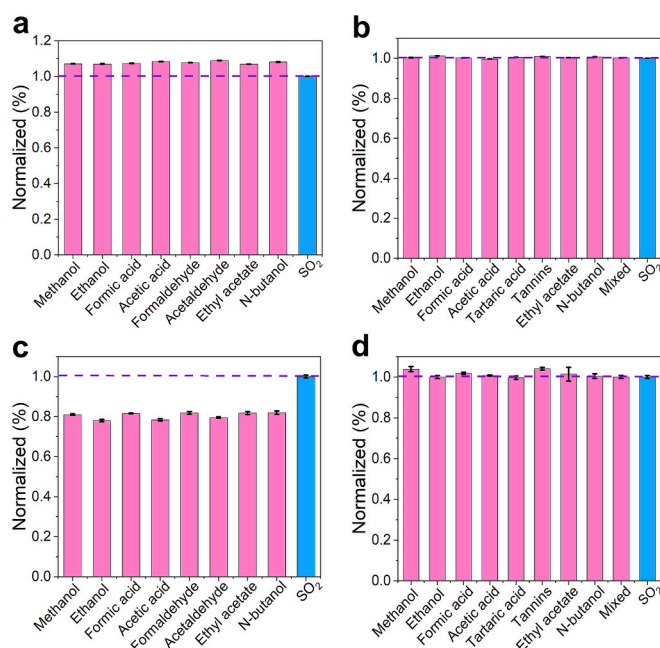 a
Normalized (%)
1.2
1.0
0.8
0.6
0.4
0.2
0.0
Methanol
Ethanol
Formic acid
Acetic acid
Formaldehyde
Acetaldehyde
Ethyl acetate
N-butanol
SO₂
b
Normalized (%)
1.0
0.8
0.6
0.4
0.2
0.0
Methanol
Ethanol
Formic acid
Acetic acid
Tartaric acid
Tannins
Ethyl acetate
N-butanol
Mixed
SO₂
c
Normalized (%)
1.0
0.8
0.6
0.4
0.2
0.0
Methanol
Ethanol
Formic acid
Acetic acid
Formaldehyde
Acetaldehyde
Ethyl acetate
N-butanol
SO₂
d
Normalized (%)
1.0
0.8
0.6
0.4
0.2
0.0
Methanol
Ethanol
Formic acid
Acetic acid
Tartaric acid
Tannins
Ethyl acetate
N-butanol
Mixed
SO₂